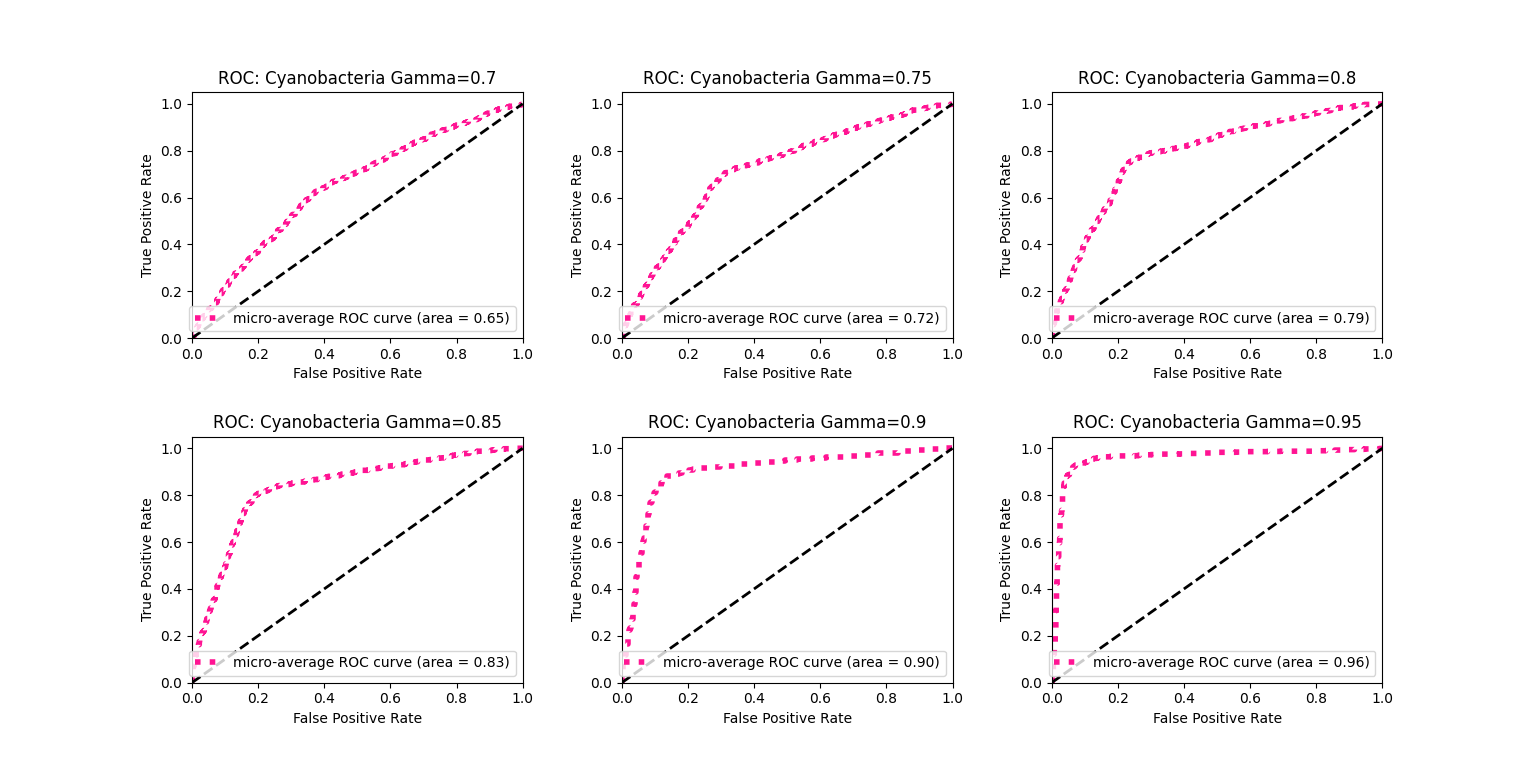 ROC: Cyanobacteria Gamma=0.7
True Positive Rate
1.0
0.8
0.6
0.4
0.2
0.0
micro-average ROC curve (area = 0.65)
0.0 0.2 0.4 0.6 0.8 1.0
False Positive Rate
ROC: Cyanobacteria Gamma=0.75
True Positive Rate
1.0
0.8
0.6
0.4
0.2
0.0
micro-average ROC curve (area = 0.72)
0.0 0.2 0.4 0.6 0.8 1.0
False Positive Rate
ROC: Cyanobacteria Gamma=0.8
True Positive Rate
1.0
0.8
0.6
0.4
0.2
0.0
micro-average ROC curve (area = 0.79)
0.0 0.2 0.4 0.6 0.8 1.0
False Positive Rate
ROC: Cyanobacteria Gamma=0.85
True Positive Rate
1.0
0.8
0.6
0.4
0.2
0.0
micro-average ROC curve (area = 0.83)
0.0 0.2 0.4 0.6 0.8 1.0
False Positive Rate
ROC: Cyanobacteria Gamma=0.9
True Positive Rate
1.0
0.8
0.6
0.4
0.2
0.0
micro-average ROC curve (area = 0.90)
0.0 0.2 0.4 0.6 0.8 1.0
False Positive Rate
ROC: Cyanobacteria Gamma=0.95
True Positive Rate
1.0
0.8
0.6
0.4
0.2
0.0
micro-average ROC curve (area = 0.96)
0.0 0.2 0.4 0.6 0.8 1.0
False Positive Rate